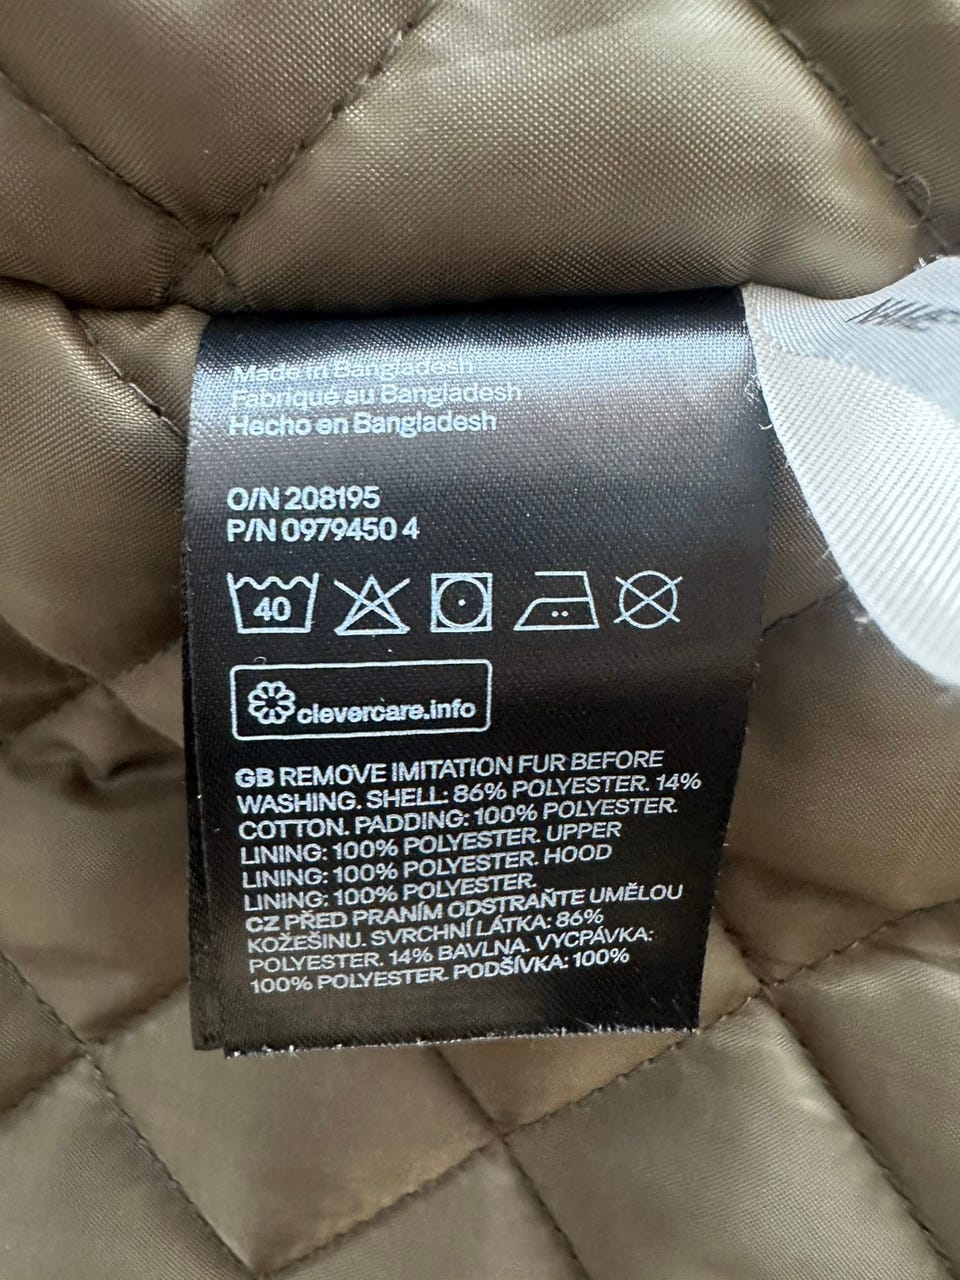 Made in Bangladesh
Fabriqué au Bangladesh
Hecho en Bangladesh
O/N 208195
P/N 0979450 4
40
clevercare.info
GB REMOVE IMITATION FUR BEFORE
WASHING. SHELL: 86% POLYESTER. 14%
COTTON. PADDING: 100% POLYESTER.
LINING: 100% POLYESTER. UPPER
LINING: 100% POLYESTER. HOOD
LINING: 100% POLYESTER.
CZ PŘED PRANÍM ODSTRAŇTE UMĚLOU
KOŽEŠINU. SVRCHNÍ LÁTKA: 86%
POLYESTER. 14% BAVLNA. VYCPÁVKA:
100% POLYESTER. PODŠÍVKA: 100%